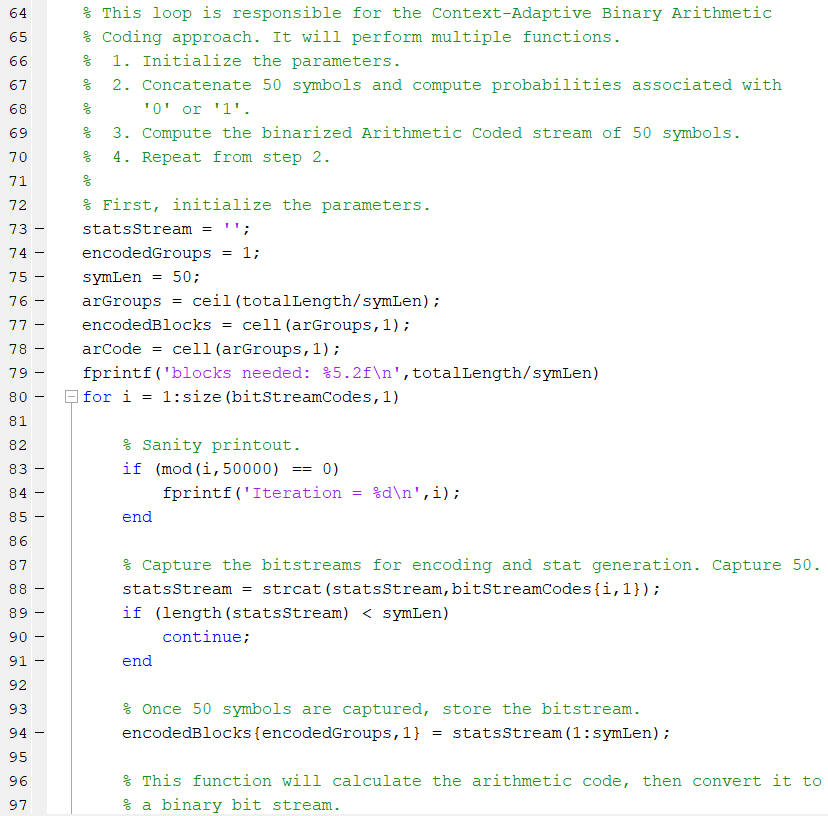 64 % This loop is responsible for the Context-Adaptive Binary Arithmetic
65 % Coding approach. It will perform multiple functions.
66 %  1. Initialize the parameters.
67 %  2. Concatenate 50 symbols and compute probabilities associated with
68 %     '0' or '1'.
69 %  3. Compute the binarized Arithmetic Coded stream of 50 symbols.
70 %  4. Repeat from step 2.
71 %
72 % First, initialize the parameters.
73 – statsStream = '';
74 – encodedGroups = 1;
75 – symLen = 50;
76 – arGroups = ceil(totalLength/symLen);
77 – encodedBlocks = cell(arGroups,1);
78 – arCode = cell(arGroups,1);
79 – fprintf('blocks needed: %5.2f\n',totalLength/symLen)
80 – for i = 1:size(bitStreamCodes,1)
81
82     % Sanity printout.
83 –     if (mod(i,50000) == 0)
84 –         fprintf('Iteration = %d\n',i);
85 –     end
86
87     % Capture the bitstreams for encoding and stat generation. Capture 50.
88 –     statsStream = strcat(statsStream,bitStreamCodes{i,1});
89 –     if (length(statsStream) < symLen)
90 –         continue;
91 –     end
92
93     % Once 50 symbols are captured, store the bitstream.
94 –     encodedBlocks{encodedGroups,1} = statsStream(1:symLen);
95
96     % This function will calculate the arithmetic code, then convert it to
97     % a binary bit stream.